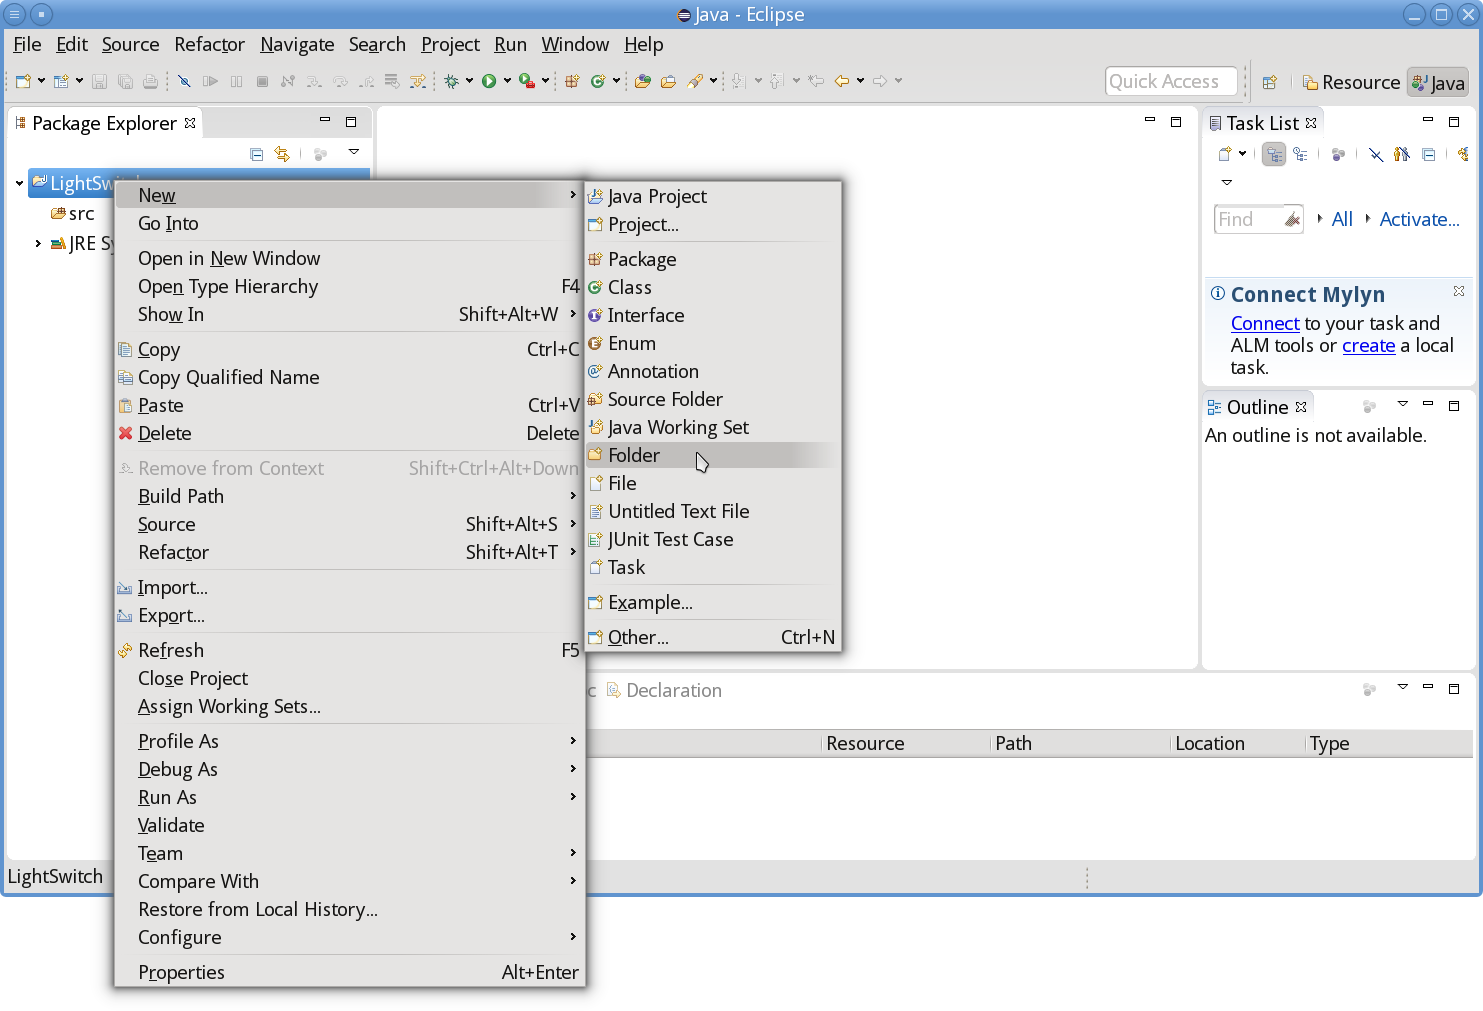 Java - Eclipse
File Edit Source Refactor Navigate Search Project Run Window Help
Quick Access
Resource
Java
Package Explorer
LightSw
src
JRE Sy
New
Go Into
Open in New Window
Open Type Hierarchy F4
Show In Shift+Alt+W
Copy Ctrl+C
Copy Qualified Name
Paste Ctrl+V
Delete Delete
Remove from Context Shift+Ctrl+Alt+Down
Build Path
Source Shift+Alt+S
Refactor Shift+Alt+T
Import...
Export...
Refresh F5
Close Project
Assign Working Sets...
Profile As
Debug As
Run As
Validate
Team
Compare With
Restore from Local History...
Configure
Properties Alt+Enter
Java Project
Project...
Package
Class
Interface
Enum
Annotation
Source Folder
Java Working Set
Folder
File
Untitled Text File
JUnit Test Case
Task
Example...
Other... Ctrl+N
Task List
Find
All
Activate...
Connect Mylyn
Connect to your task and
ALM tools or create a local
task.
Outline
An outline is not available.
c Declaration
Resource Path Location Type
LightSwitch